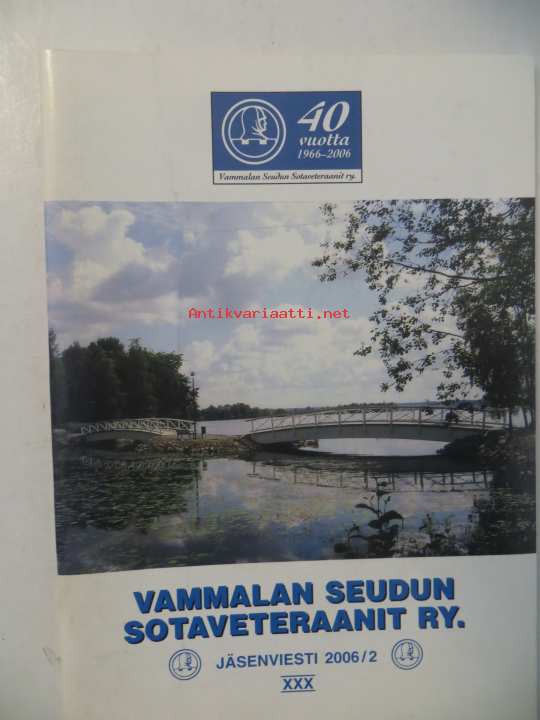 40
vuotta
1966-2006
Vammalan Seudun Sotaveteraanit ry.
Antikvariaatti.net
VAMMALAN SEUDUN
SOTAVETERAANIT RY.
JÄSENVIESTI 2006/2
XXX